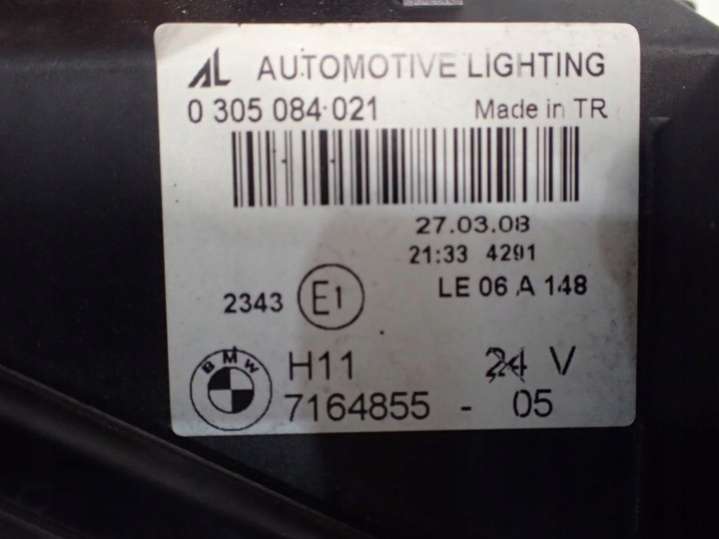 AL AUTOMOTIVE LIGHTING
0 305 084 021 Made in TR
27.03.08
21:33 4291
2343 E1 LE 06 A 148
BMW H11 24 V
7164855 - 05